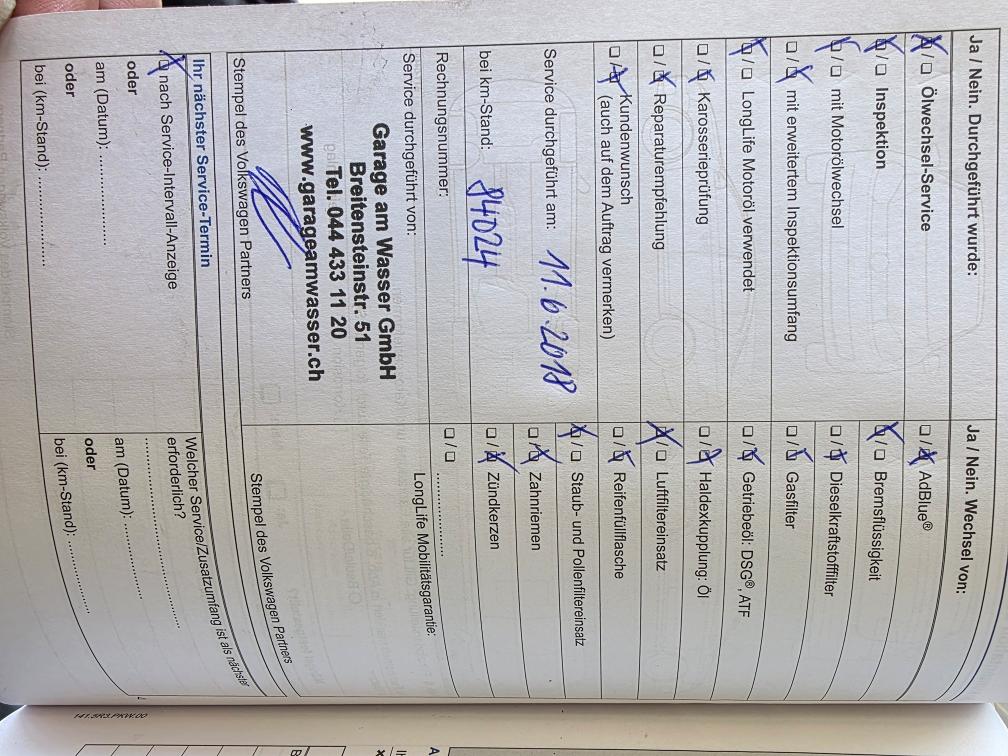 Ja / Nein. Durchgeführt wurde:
☒ / ☐ Ölwechsel-Service
☒ / ☐ Inspektion
☒ / ☐ mit Motorölwechsel
☐ / ☒ mit erweitertem Inspektionsumfang
☒ / ☐ LongLife Motoröl verwendet
☐ / ☒ Karosserieprüfung
☐ / ☒ Reparaturempfehlung
☐ / ☒ Kundenwunsch
(auch auf dem Auftrag vermerken)
Service durchgeführt am: 11.6.2018
bei km-Stand: 84024
Rechnungsnummer:
Service durchgeführt von:
Garage am Wasser GmbH
Breitensteinstr. 51
Tel. 044 433 11 20
www.garageamwasser.ch
Stempel des Volkswagen Partners
Ja / Nein. Wechsel von:
☐ / ☒ AdBlue®
☒ / ☐ Bremsflüssigkeit
☐ / ☒ Dieselkraftstofffilter
☐ / ☒ Gasfilter
☐ / ☒ Getriebeöl: DSG®, ATF
☐ / ☒ Haldexkupplung: Öl
☒ / ☐ Luftfiltereinsatz
☐ / ☒ Reifenfüllflasche
☒ / ☐ Staub- und Pollenfiltereinsatz
☐ / ☒ Zahnriemen
☐ / ☒ Zündkerzen
☐ / ☐ ................
LongLife Mobilitätsgarantie:
Stempel des Volkswagen Partners
Ihr nächster Service-Termin
☒ nach Service-Intervall-Anzeige
oder
am (Datum): ................
oder
bei (km-Stand): ................
Welcher Service/Zusatzumfang ist als nächster
erforderlich?
................
am (Datum): ................
oder
bei (km-Stand): ................
141.5R3.PKW.00